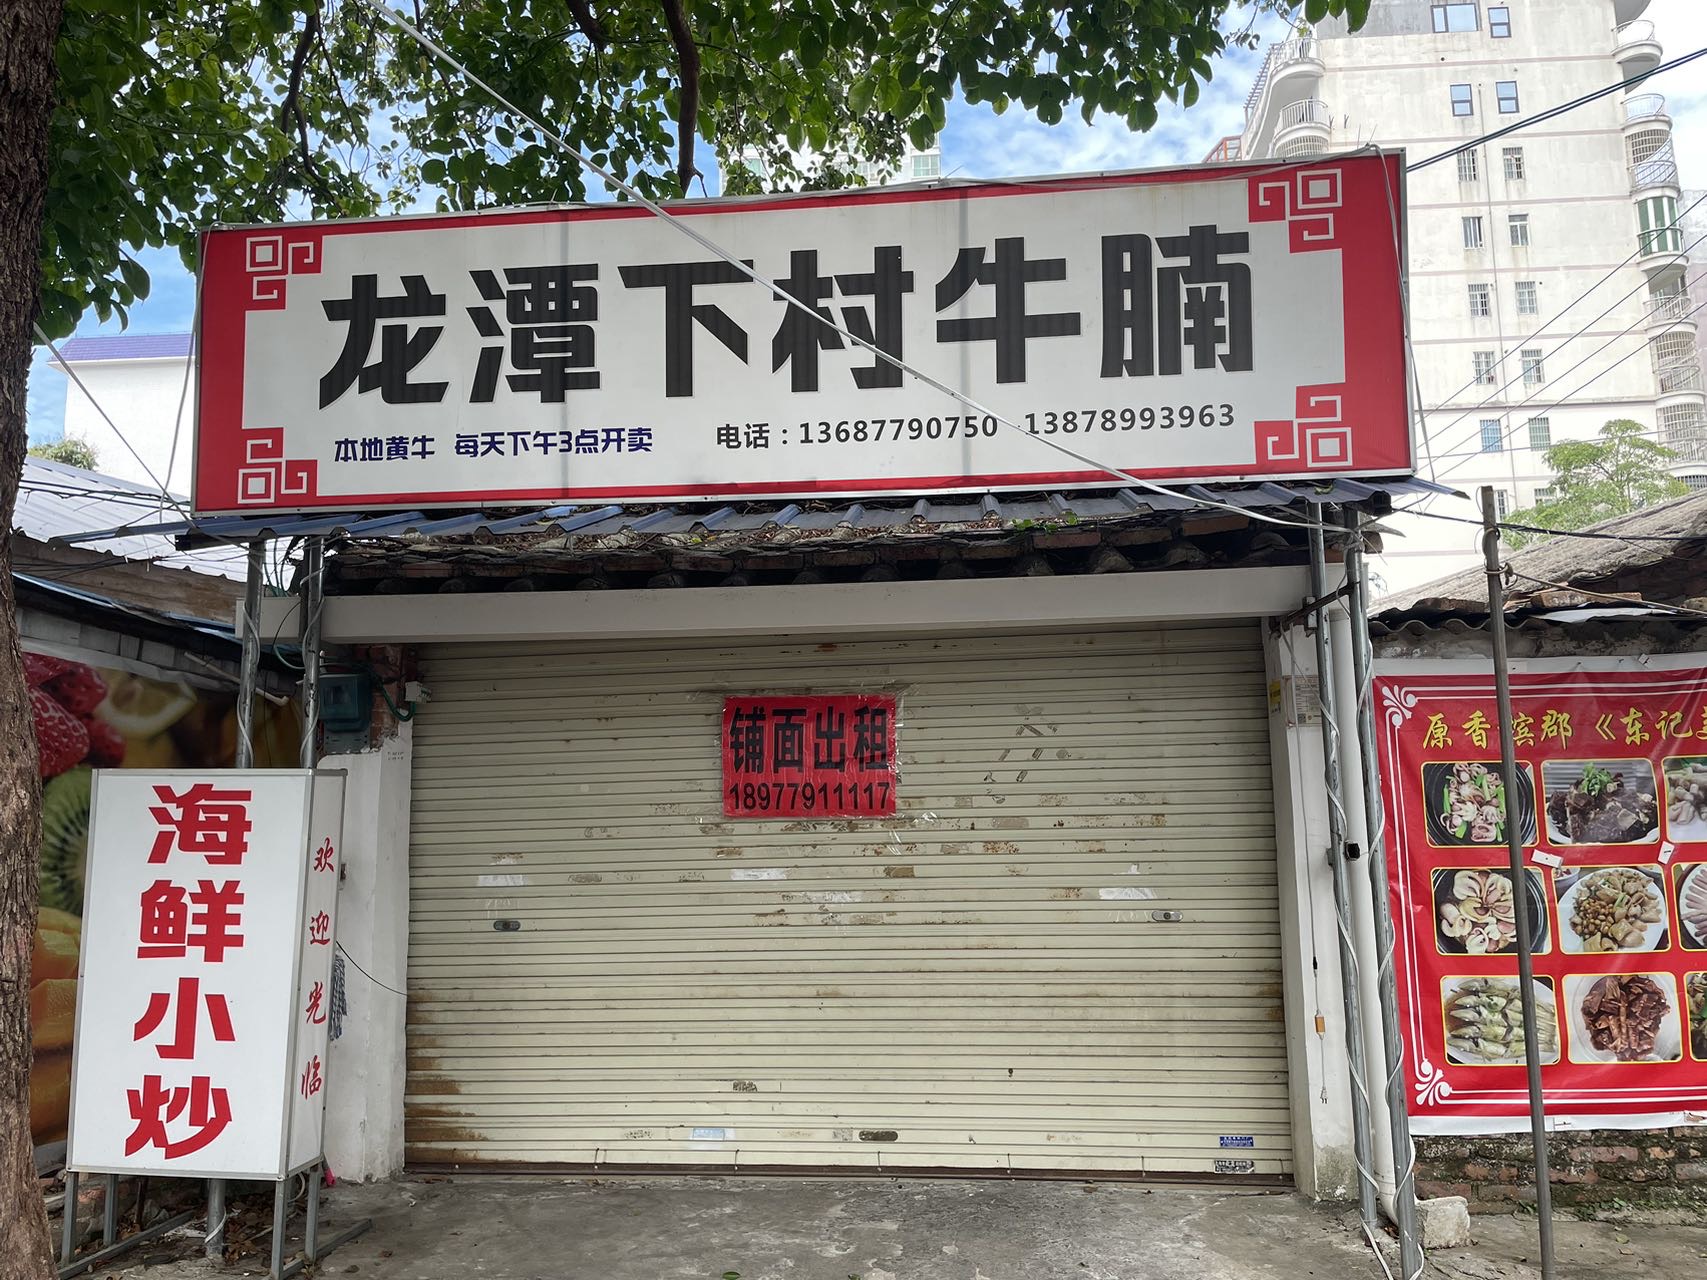 龙潭下村牛腩
本地黄牛 每天下午3点开卖 电话：13687790750 13878993963
铺面出租
18977911117
海鲜小炒
欢迎光临
原香滨郡《东记